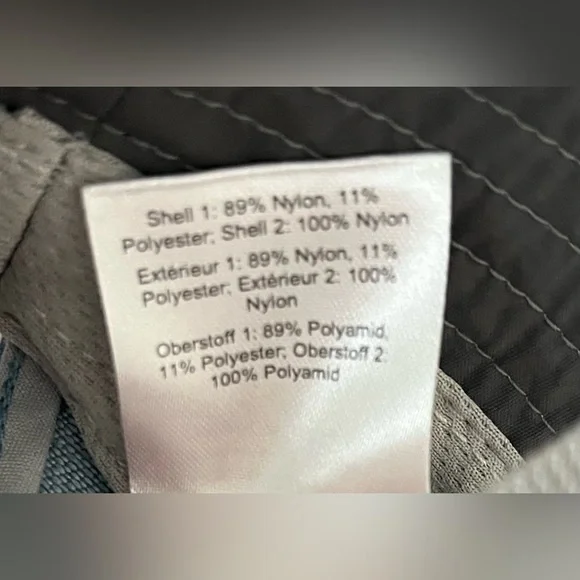 Shell 1: 89% Nylon, 11%
Polyester; Shell 2: 100% Nylon
Extérieur 1: 89% Nylon, 11%
Polyester; Extérieur 2: 100%
Nylon
Oberstoff 1: 89% Polyamid,
11% Polyester; Oberstoff 2:
100% Polyamid